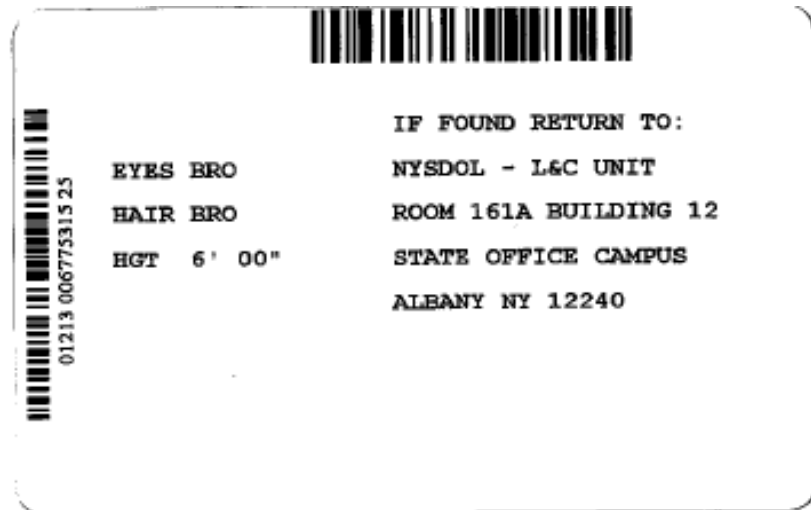 IF FOUND RETURN TO:
EYES BRO
NYSDOL - L&C UNIT
HAIR BRO
ROOM 161A BUILDING 12
HGT 6' 00"
STATE OFFICE CAMPUS
ALBANY NY 12240
01213 006775315 25